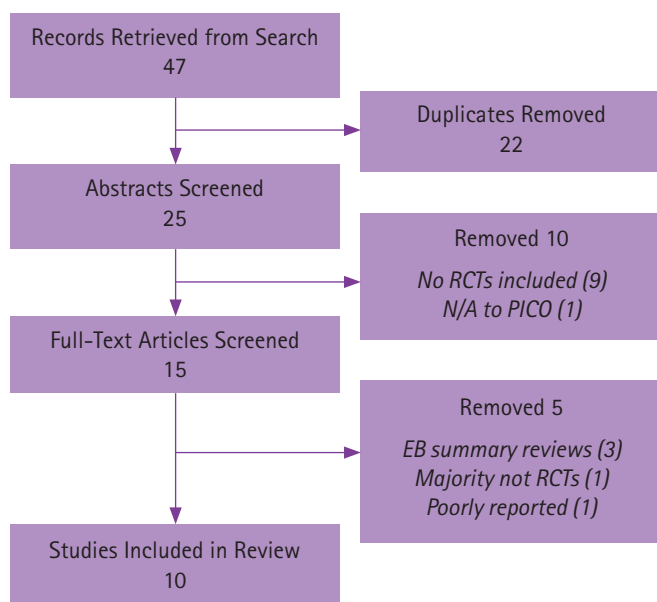 Records Retrieved from Search
47
Duplicates Removed
22
Abstracts Screened
25
Removed 10
No RCTs included (9)
N/A to PICO (1)
Full-Text Articles Screened
15
Removed 5
EB summary reviews (3)
Majority not RCTs (1)
Poorly reported (1)
Studies Included in Review
10